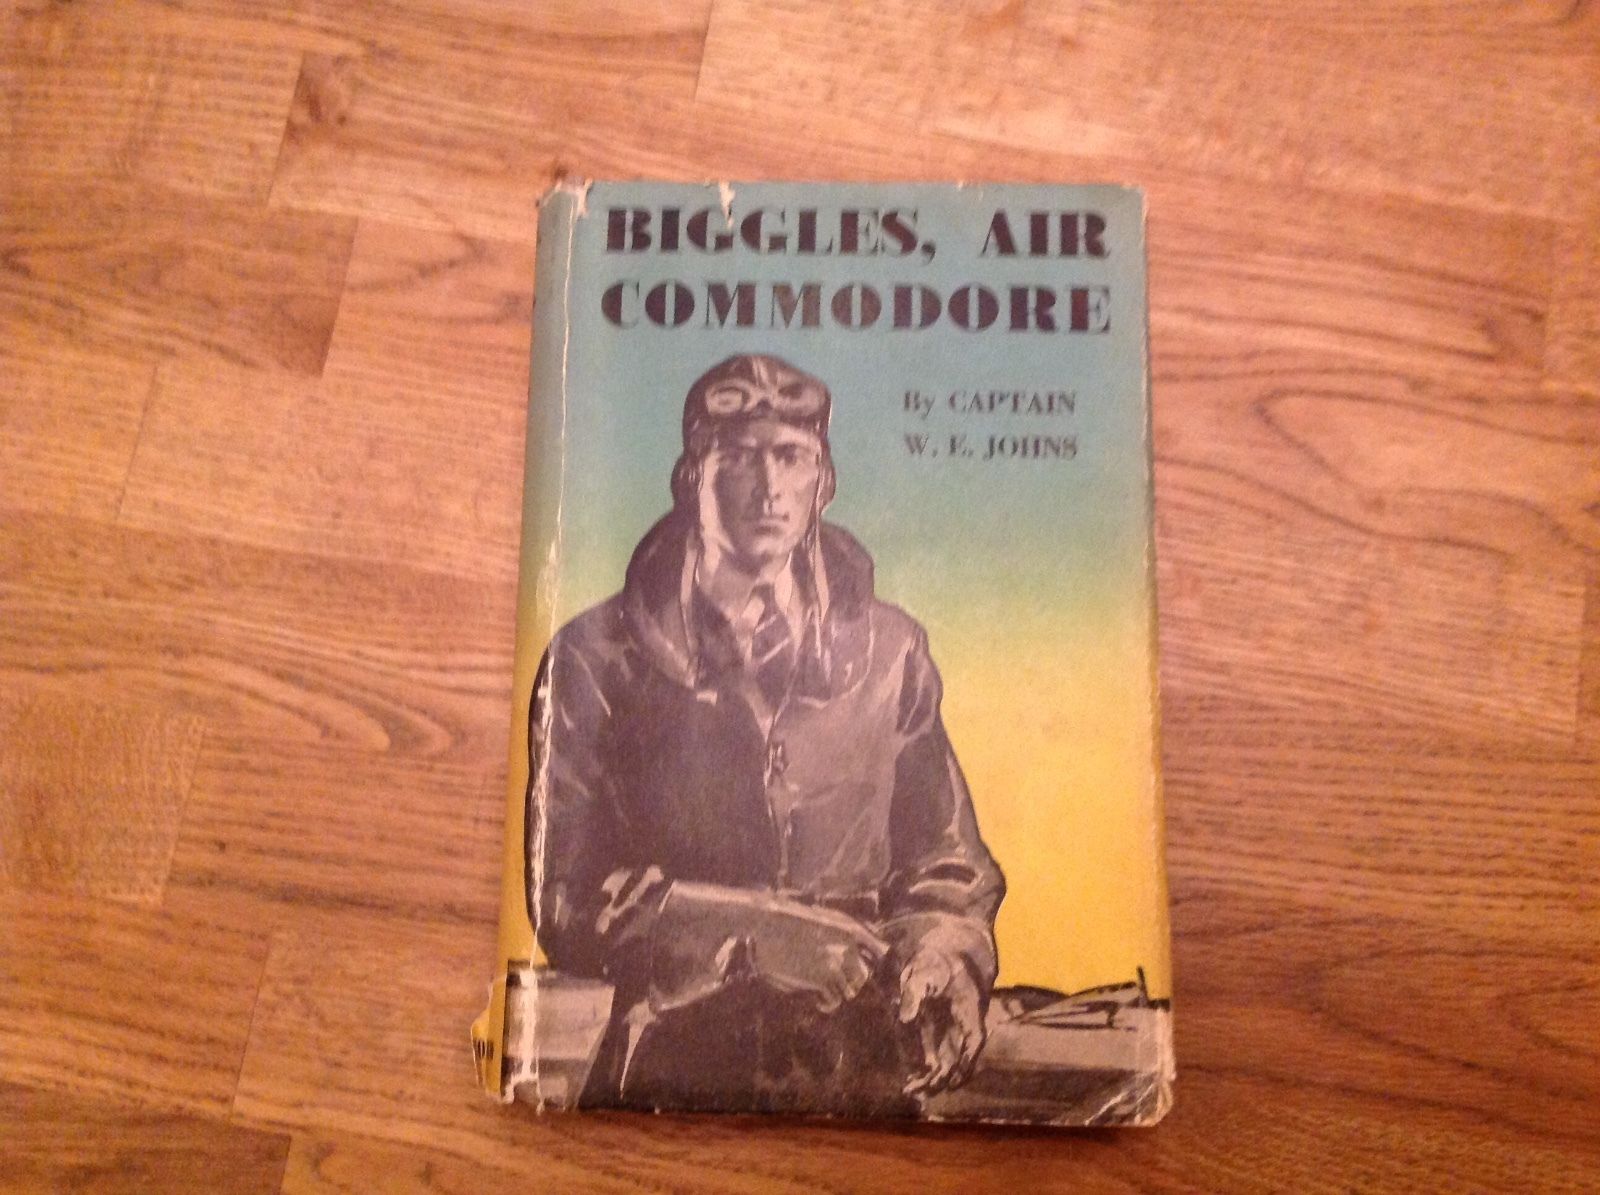 BIGGLES, AIR
COMMODORE
By CAPTAIN
W. E. JOHNS